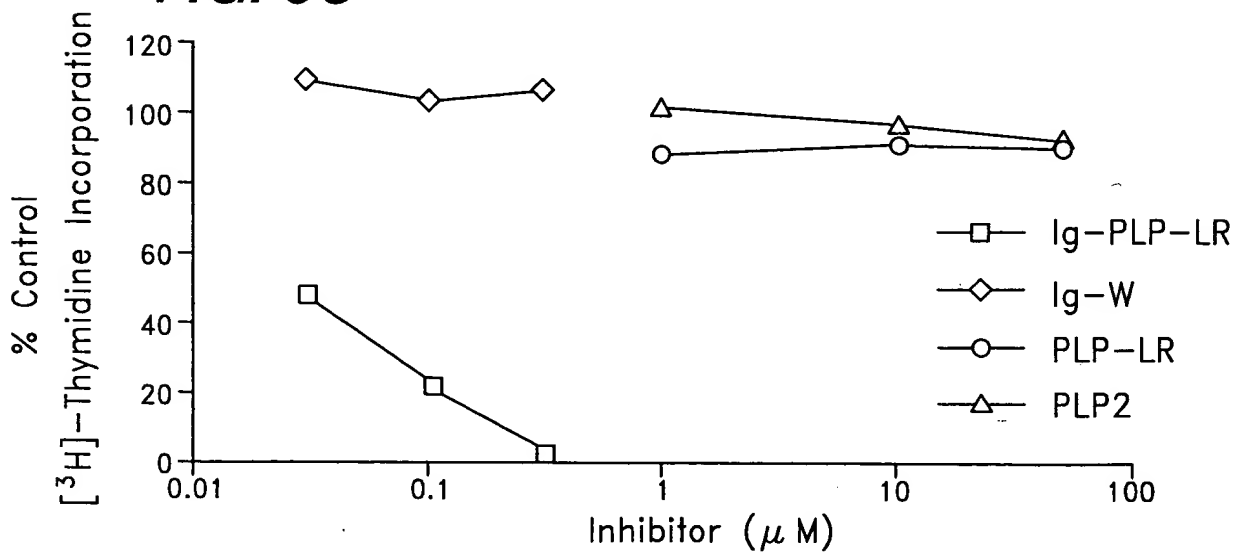 120
100
80
60
40
20
0
% Control
[³H]-Thymidine Incorporation
0.01
0.1
1
10
100
Inhibitor (μ M)
Ig-PLP-LR
Ig-W
PLP-LR
PLP2